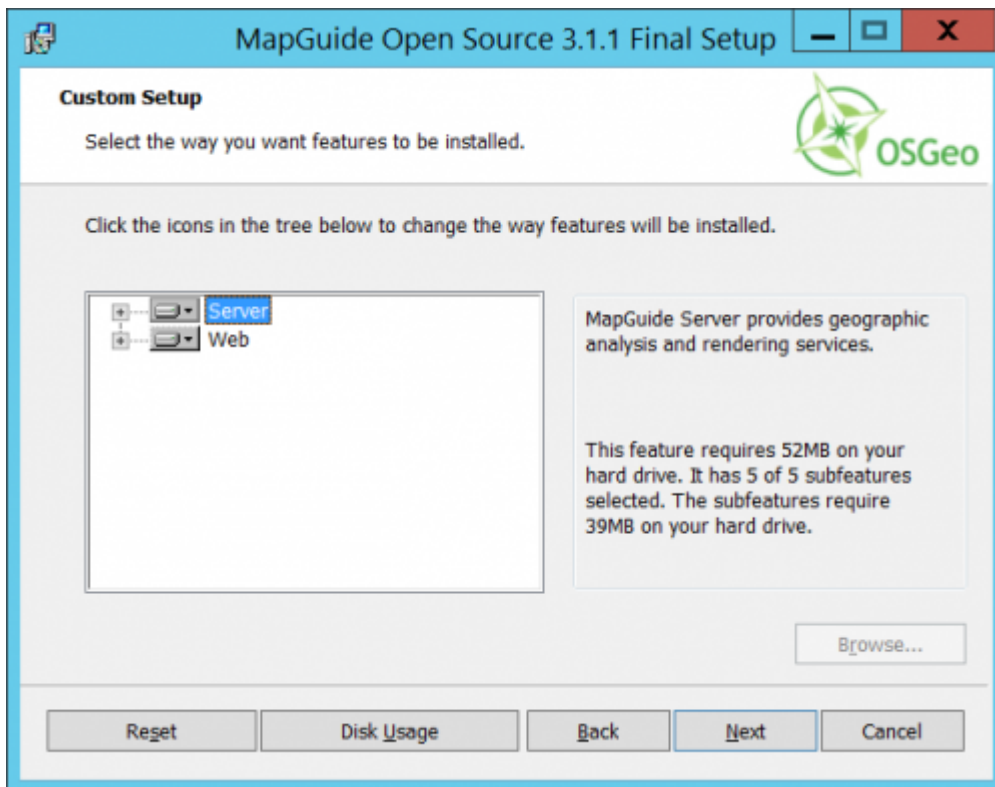 MapGuide Open Source 3.1.1 Final Setup
Custom Setup
Select the way you want features to be installed.
OSGeo
Click the icons in the tree below to change the way features will be installed.
Server
Web
MapGuide Server provides geographic
analysis and rendering services.
This feature requires 52MB on your
hard drive. It has 5 of 5 subfeatures
selected. The subfeatures require
39MB on your hard drive.
Browse...
Reset
Disk Usage
Back
Next
Cancel